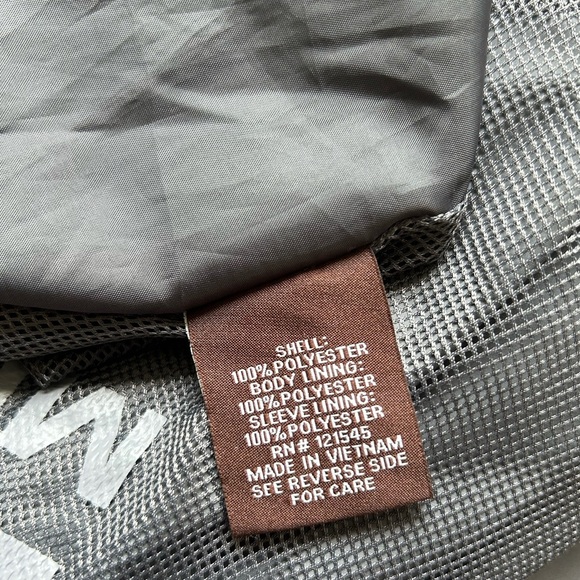 SHELL:
100% POLYESTER
BODY LINING:
100% POLYESTER
SLEEVE LINING:
100% POLYESTER
RN# 121545
MADE IN VIETNAM
SEE REVERSE SIDE
FOR CARE